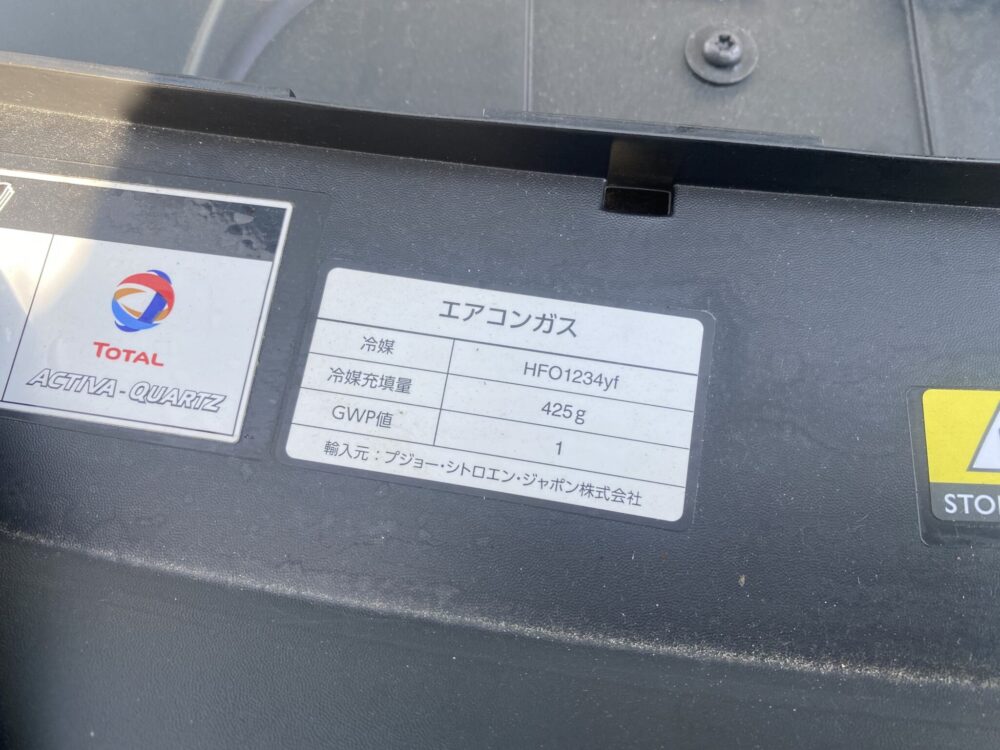 TOTAL
ACTIVA - QUARTZ
エアコンガス
冷媒 HFO1234yf
冷媒充填量 425g
GWP値 1
輸入元：プジョー・シトロエン・ジャポン株式会社